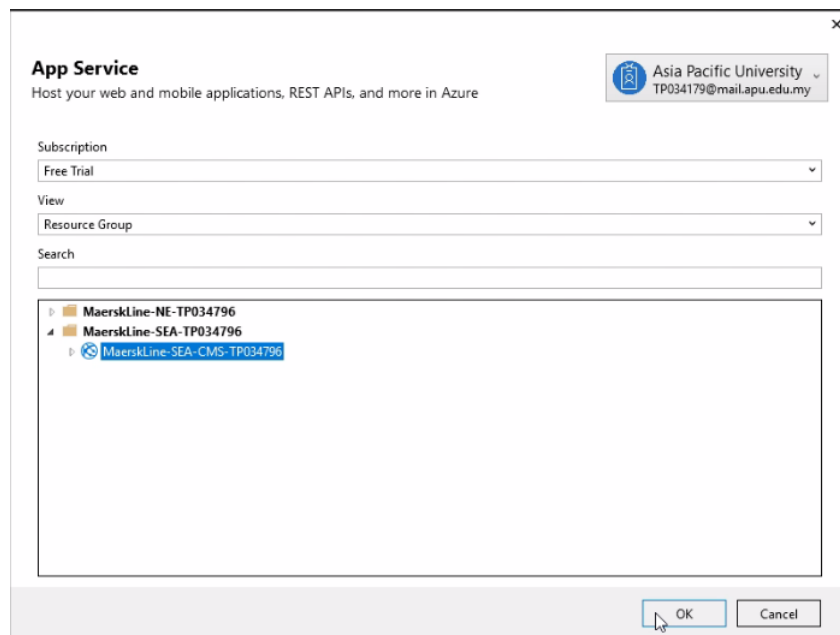 App Service
Host your web and mobile applications, REST APIs, and more in Azure
Asia Pacific University
TP034179@mail.apu.edu.my
Subscription
Free Trial
View
Resource Group
Search
MaerskLine-NE-TP034796
MaerskLine-SEA-TP034796
MaerskLine-SEA-CMS-TP034796
OK
Cancel